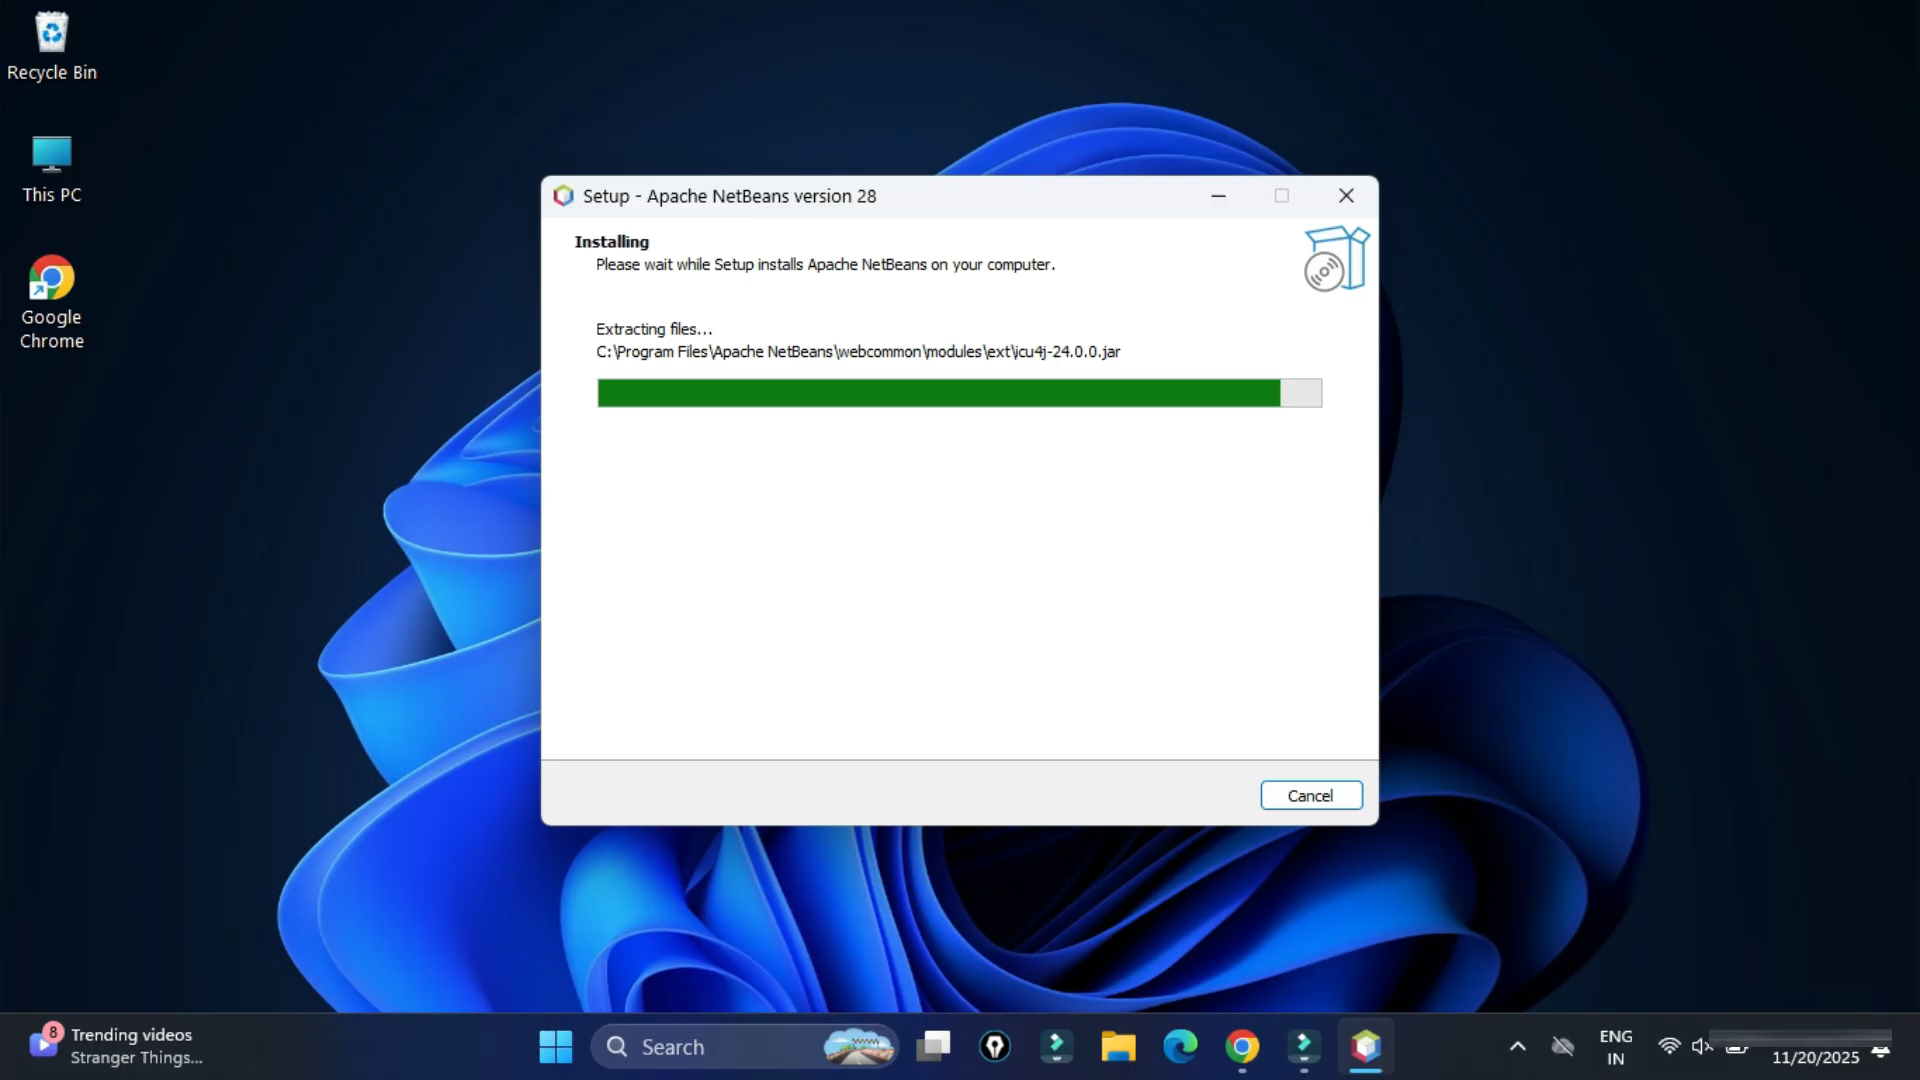 Recycle Bin
This PC
Google
Chrome
Setup - Apache NetBeans version 28
Installing
Please wait while Setup installs Apache NetBeans on your computer.
Extracting files...
C:\Program Files\Apache NetBeans\webcommon\modules\ext\icu4j-24.0.0.jar
Cancel
8
Trending videos
Stranger Things...
Search
ENG
IN
11/20/2025